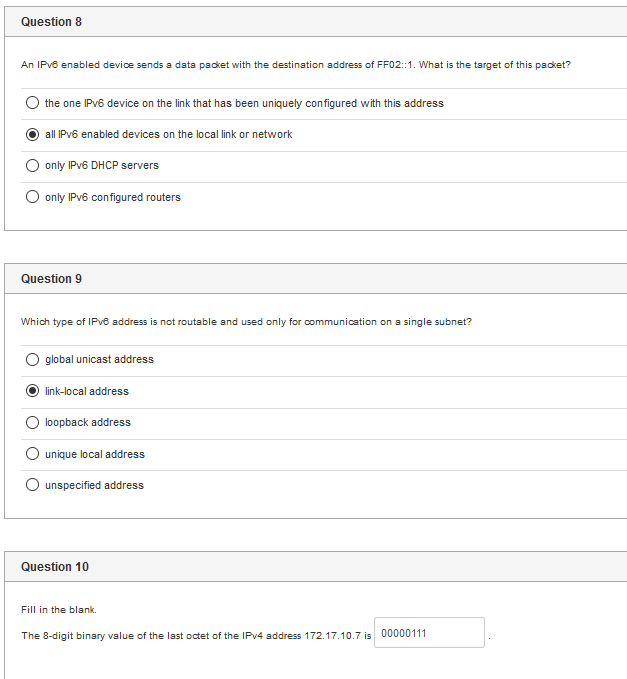 Question 8
An IPv6 enabled device sends a data packet with the destination address of FF02::1. What is the target of this packet?
the one IPv6 device on the link that has been uniquely configured with this address
all IPv6 enabled devices on the local link or network
only IPv6 DHCP servers
only IPv6 configured routers
Question 9
Which type of IPv6 address is not routable and used only for communication on a single subnet?
global unicast address
link-local address
loopback address
unique local address
unspecified address
Question 10
Fill in the blank.
The 8-digit binary value of the last octet of the IPv4 address 172.17.10.7 is 00000111 .